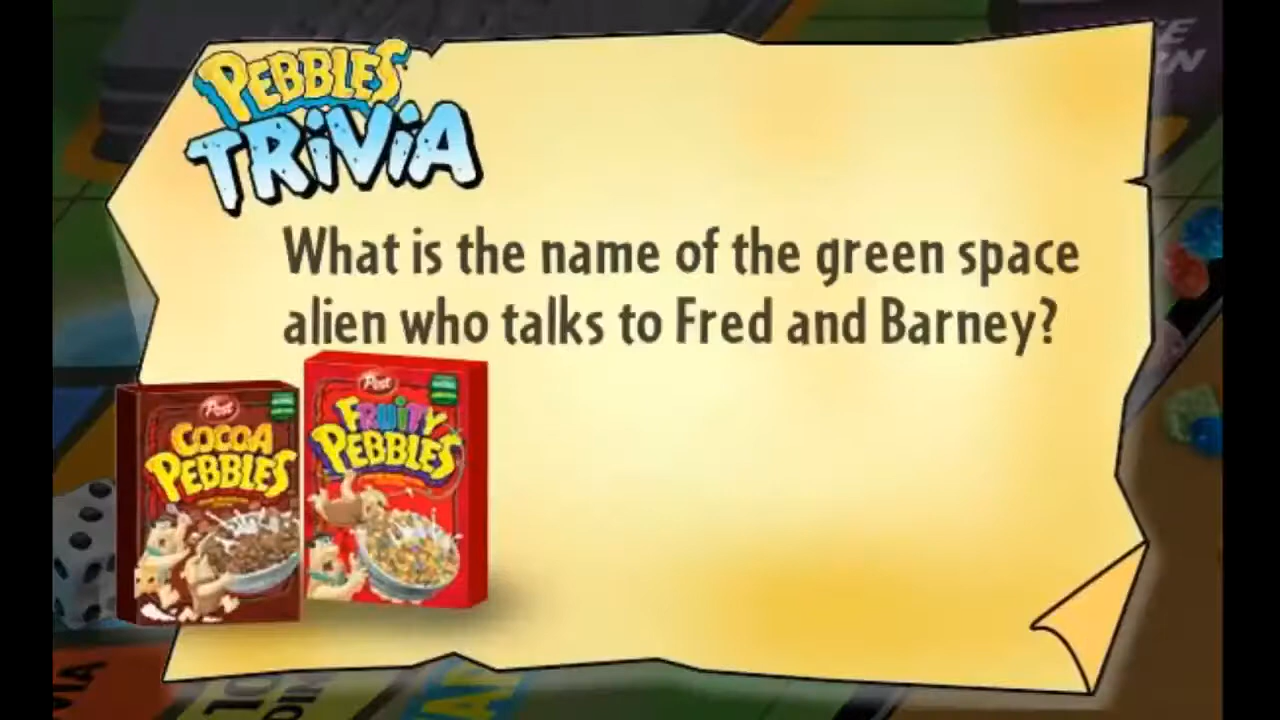 PEBBLES
TRiViA
What is the name of the green space
alien who talks to Fred and Barney?
Post
COCOA
PEBBLES
Post
FRUITY
PEBBLES